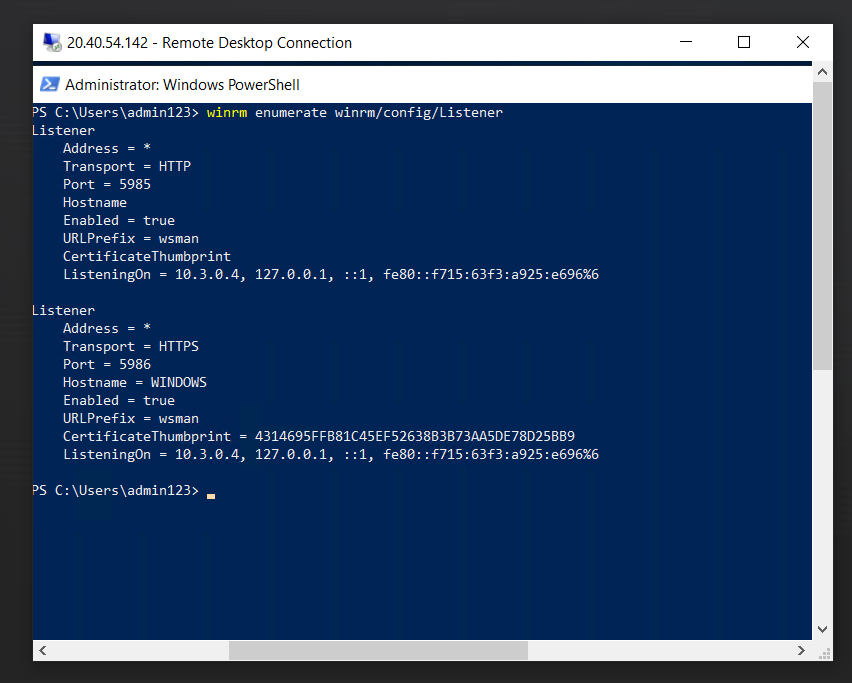 20.40.54.142 - Remote Desktop Connection
Administrator: Windows PowerShell
PS C:\Users\admin123> winrm enumerate winrm/config/Listener
Listener
    Address = *
    Transport = HTTP
    Port = 5985
    Hostname
    Enabled = true
    URLPrefix = wsman
    CertificateThumbprint
    ListeningOn = 10.3.0.4, 127.0.0.1, ::1, fe80::f715:63f3:a925:e696%6

Listener
    Address = *
    Transport = HTTPS
    Port = 5986
    Hostname = WINDOWS
    Enabled = true
    URLPrefix = wsman
    CertificateThumbprint = 4314695FFB81C45EF52638B3B73AA5DE78D25BB9
    ListeningOn = 10.3.0.4, 127.0.0.1, ::1, fe80::f715:63f3:a925:e696%6

PS C:\Users\admin123>